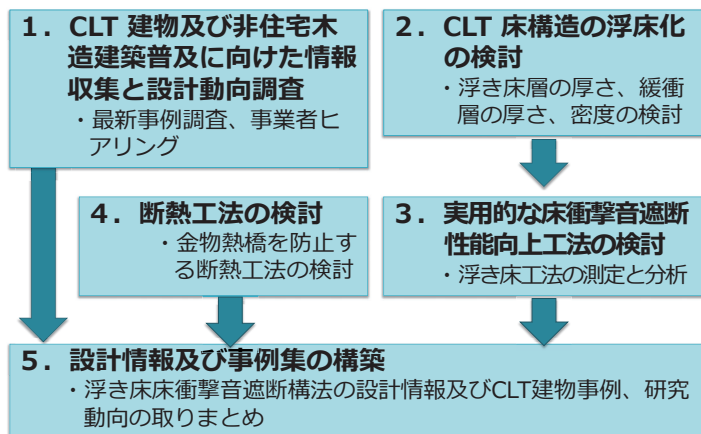 1．CLT 建物及び非住宅木
造建築普及に向けた情報
収集と設計動向調査
・最新事例調査、事業者ヒ
アリング
2．CLT 床構造の浮床化
の検討
・浮き床層の厚さ、緩衝
層の厚さ、密度の検討
4．断熱工法の検討
・金物熱橋を防止す
る断熱工法の検討
3．実用的な床衝撃音遮断
性能向上工法の検討
・浮き床工法の測定と分析
5．設計情報及び事例集の構築
・浮き床床衝撃音遮断構法の設計情報及びCLT建物事例、研究
動向の取りまとめ